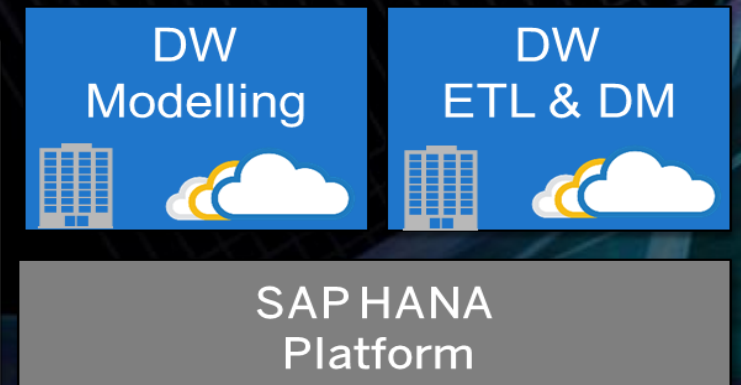 DW
Modelling
DW
ETL & DM
SAP HANA
Platform